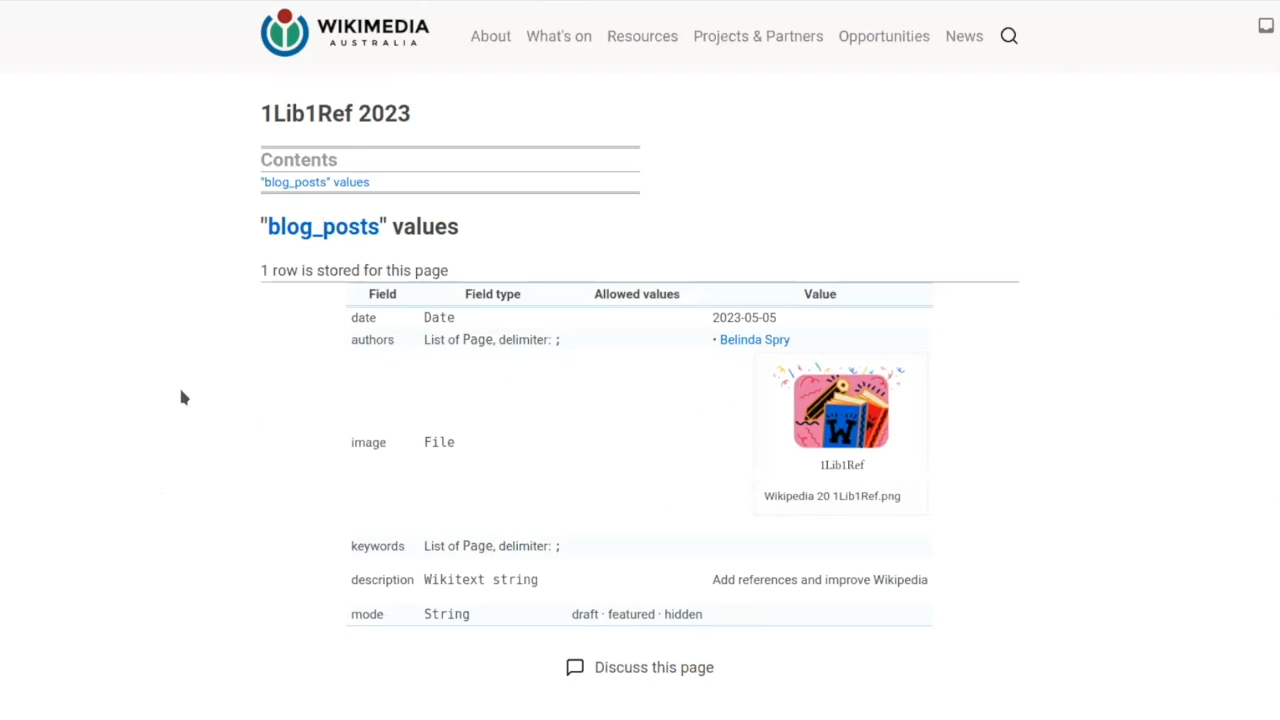 WIKIMEDIA
AUSTRALIA
About What's on Resources Projects & Partners Opportunities News
1Lib1Ref 2023
Contents
"blog_posts" values
"blog_posts" values
1 row is stored for this page
Field Field type Allowed values Value
date Date 2023-05-05
authors List of Page, delimiter: ; • Belinda Spry
W
1Lib1Ref
image File
Wikipedia 20 1Lib1Ref.png
keywords List of Page, delimiter: ;
description Wikitext string Add references and improve Wikipedia
mode String draft · featured · hidden
Discuss this page